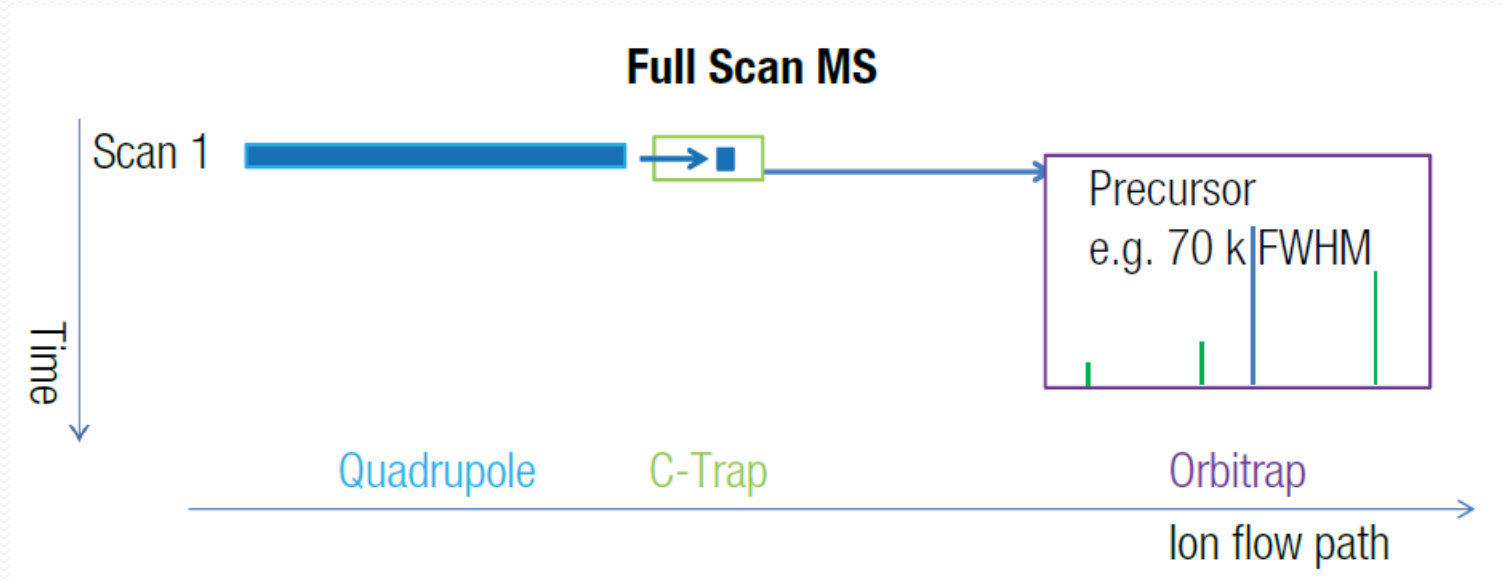 Full Scan MS
Scan 1
Precursor
e.g. 70 k FWHM
Time
Quadrupole
C-Trap
Orbitrap
Ion flow path